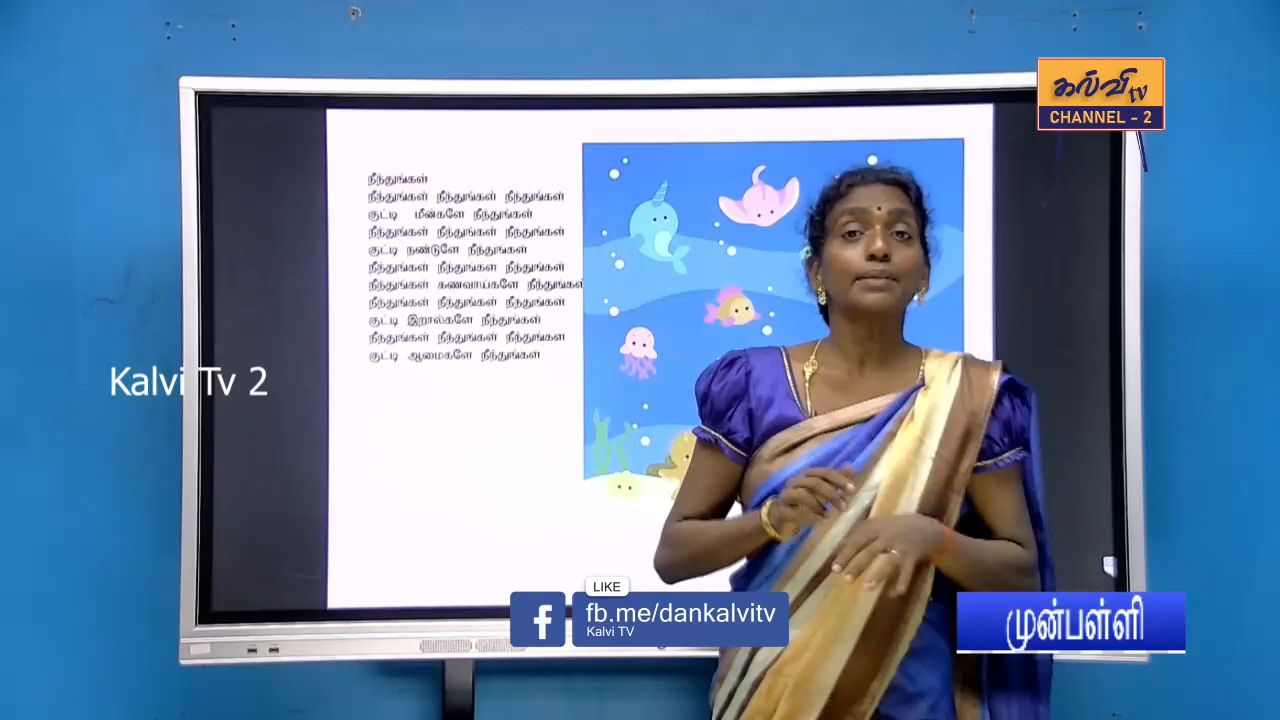 கல்வி tv
CHANNEL - 2
நீந்துங்கள்
நீந்துங்கள் நீந்துங்கள் நீந்துங்கள்
குட்டி மீன்களே நீந்துங்கள்
நீந்துங்கள் நீந்துங்கள் நீந்துங்கள்
குட்டி நண்டுளே நீந்துங்கள்
நீந்துங்கள் நீந்துங்கள் நீந்துங்கள்
நீந்துங்கள் கணவாய்களே நீந்துங்கள்
நீந்துங்கள் நீந்துங்கள் நீந்துங்கள்
குட்டி இறால்களே நீந்துங்கள்
நீந்துங்கள் நீந்துங்கள் நீந்துங்கள்
குட்டி ஆமைகளே நீந்துங்கள்
Kalvi Tv 2
LIKE
fb.me/dankalvitv
Kalvi TV
முன்பள்ளி